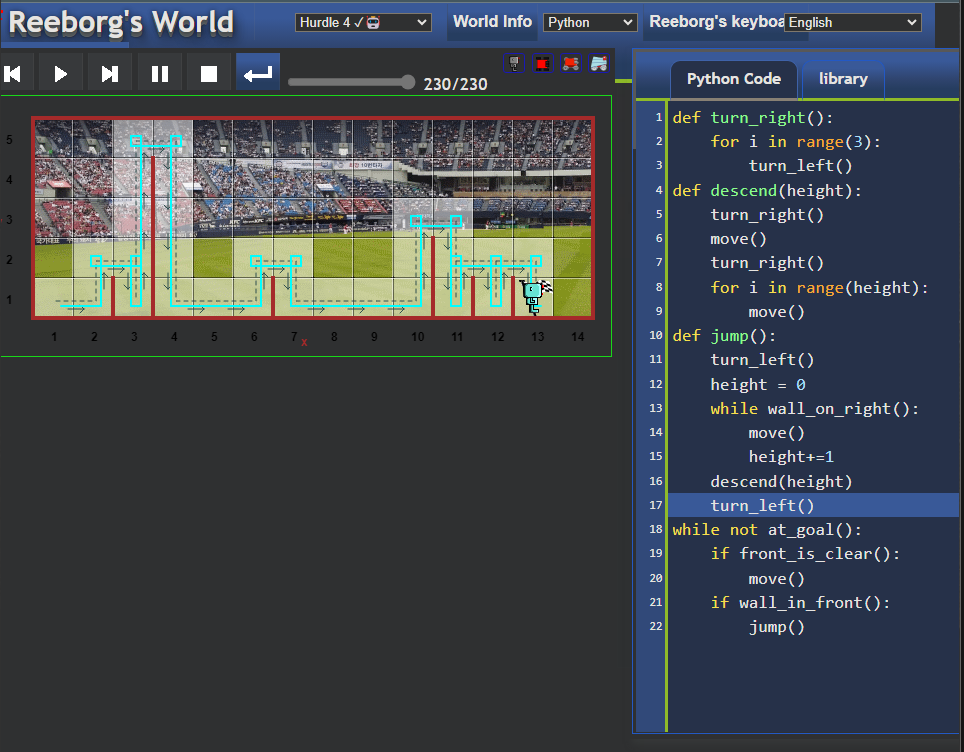 Reeborg's World
Hurdle 4 ✓🤖
World Info
Python
Reeborg's keyboa
English
230/230
Python Code
library
1 def turn_right():
2     for i in range(3):
3         turn_left()
4 def descend(height):
5     turn_right()
6     move()
7     turn_right()
8     for i in range(height):
9         move()
10 def jump():
11     turn_left()
12     height = 0
13     while wall_on_right():
14         move()
15         height+=1
16     descend(height)
17     turn_left()
18 while not at_goal():
19     if front_is_clear():
20         move()
21     if wall_in_front():
22         jump()
5
4
3
2
1
1 2 3 4 5 6 7 8 9 10 11 12 13 14
x